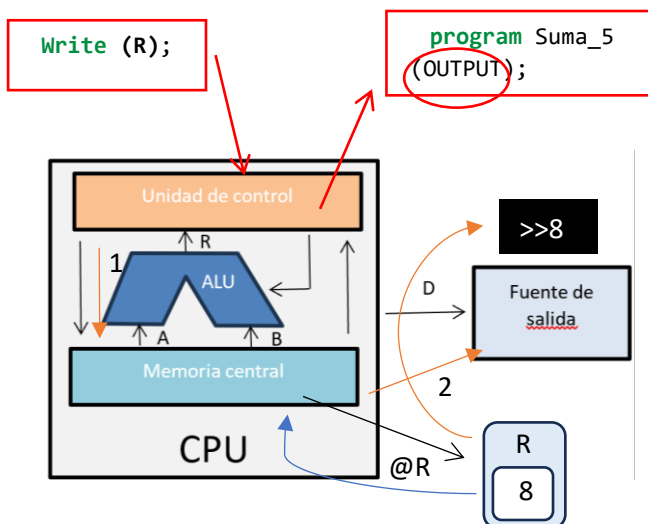 Write (R);
program Suma_5
(OUTPUT);
Unidad de control
R
1
ALU
A
B
Memoria central
CPU
>>8
D
Fuente de
salida
2
@R
R
8